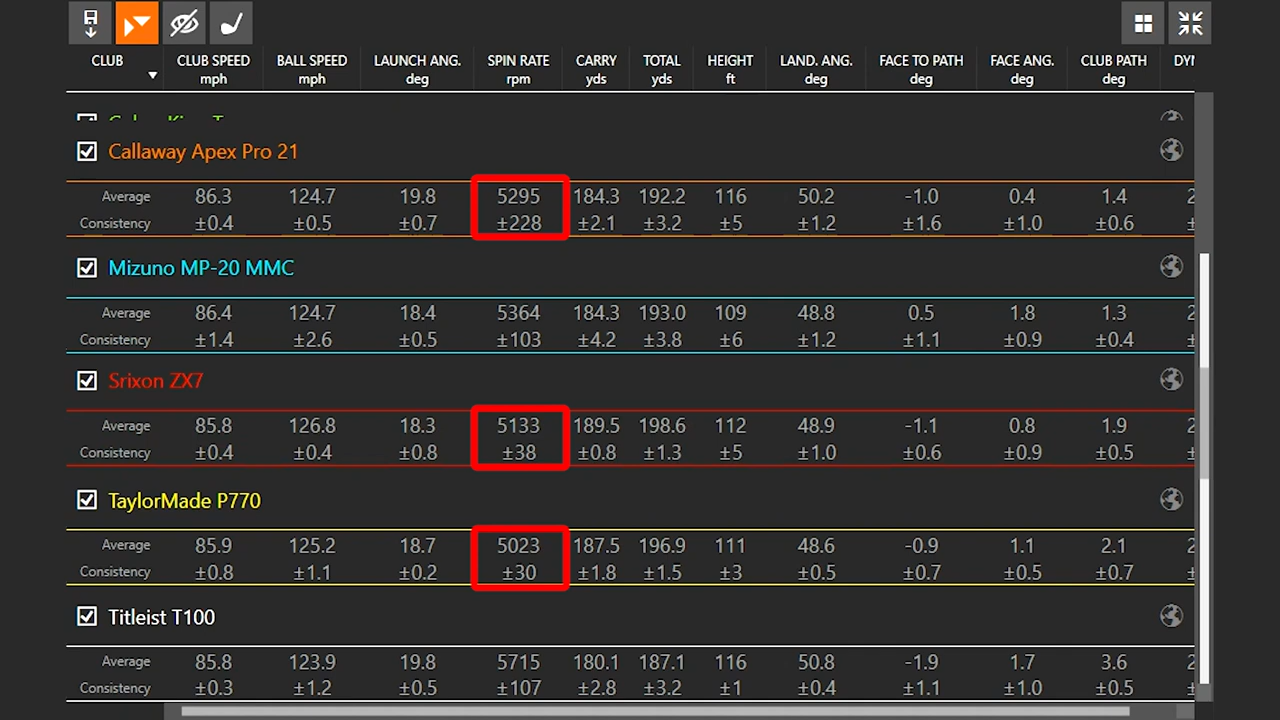 CLUB CLUB SPEED BALL SPEED LAUNCH ANG. SPIN RATE CARRY TOTAL HEIGHT LAND. ANG. FACE TO PATH FACE ANG. CLUB PATH DYN
mph mph deg rpm yds yds ft deg deg deg deg
Callaway Apex Pro 21
Average 86.3 124.7 19.8 5295 184.3 192.2 116 50.2 -1.0 0.4 1.4 2
Consistency ±0.4 ±0.5 ±0.7 ±228 ±2.1 ±3.2 ±5 ±1.2 ±1.6 ±1.0 ±0.6 ±
Mizuno MP-20 MMC
Average 86.4 124.7 18.4 5364 184.3 193.0 109 48.8 0.5 1.8 1.3 2
Consistency ±1.4 ±2.6 ±0.5 ±103 ±4.2 ±3.8 ±6 ±1.2 ±1.1 ±0.9 ±0.4 ±
Srixon ZX7
Average 85.8 126.8 18.3 5133 189.5 198.6 112 48.9 -1.1 0.8 1.9 2
Consistency ±0.4 ±0.4 ±0.8 ±38 ±0.8 ±1.3 ±5 ±1.0 ±0.6 ±0.9 ±0.5 ±
TaylorMade P770
Average 85.9 125.2 18.7 5023 187.5 196.9 111 48.6 -0.9 1.1 2.1 2
Consistency ±0.8 ±1.1 ±0.2 ±30 ±1.8 ±1.5 ±3 ±0.5 ±0.7 ±0.5 ±0.7 ±
Titleist T100
Average 85.8 123.9 19.8 5715 180.1 187.1 116 50.8 -1.9 1.7 3.6 2
Consistency ±0.3 ±1.2 ±0.5 ±107 ±2.8 ±3.2 ±1 ±0.4 ±1.1 ±1.0 ±0.5 ±